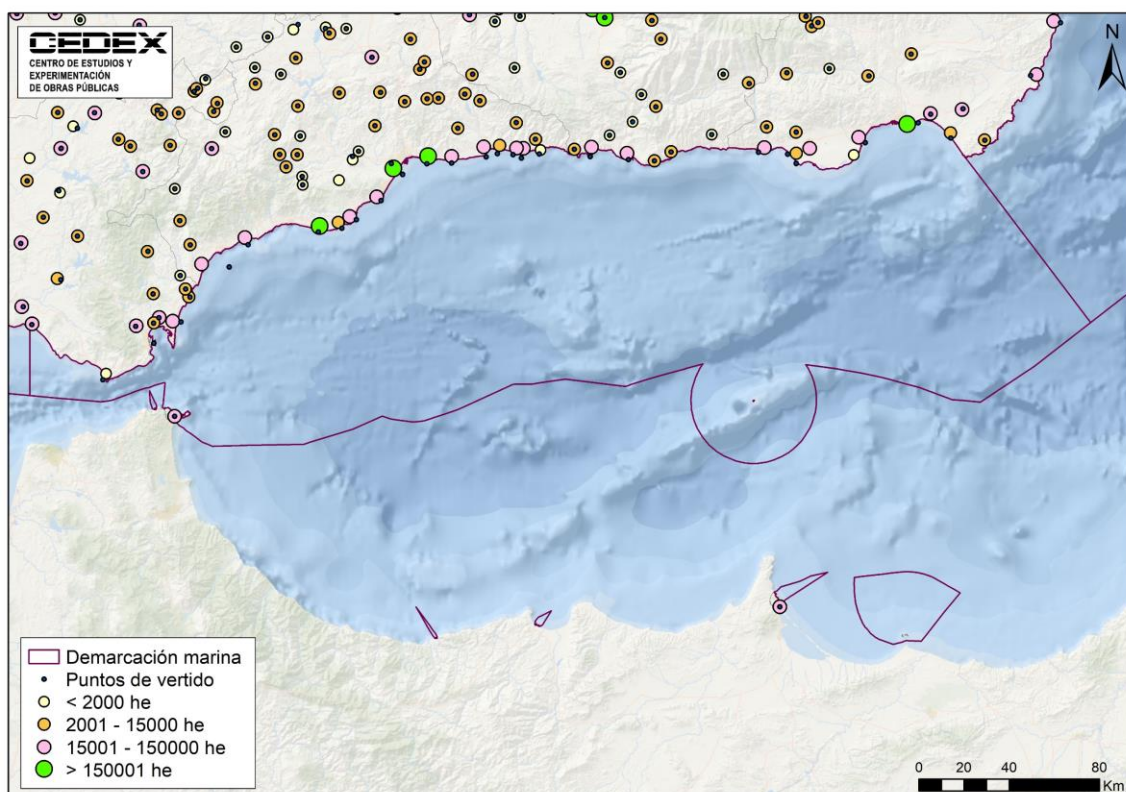 CEDEX
CENTRO DE ESTUDIOS Y
EXPERIMENTACIÓN
DE OBRAS PÚBLICAS
N
Demarcación marina
Puntos de vertido
< 2000 he
2001 - 15000 he
15001 - 150000 he
> 150001 he
0 20 40 80
Km